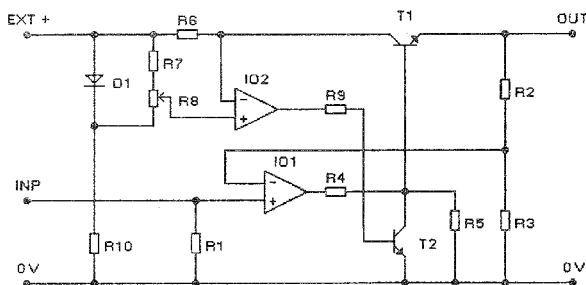 EXT +
R6
T1
OUT
R7
D1
R8
IO2
R9
R2
IO1
INP
R4
R10
R1
T2
R5
R3
0V
0V